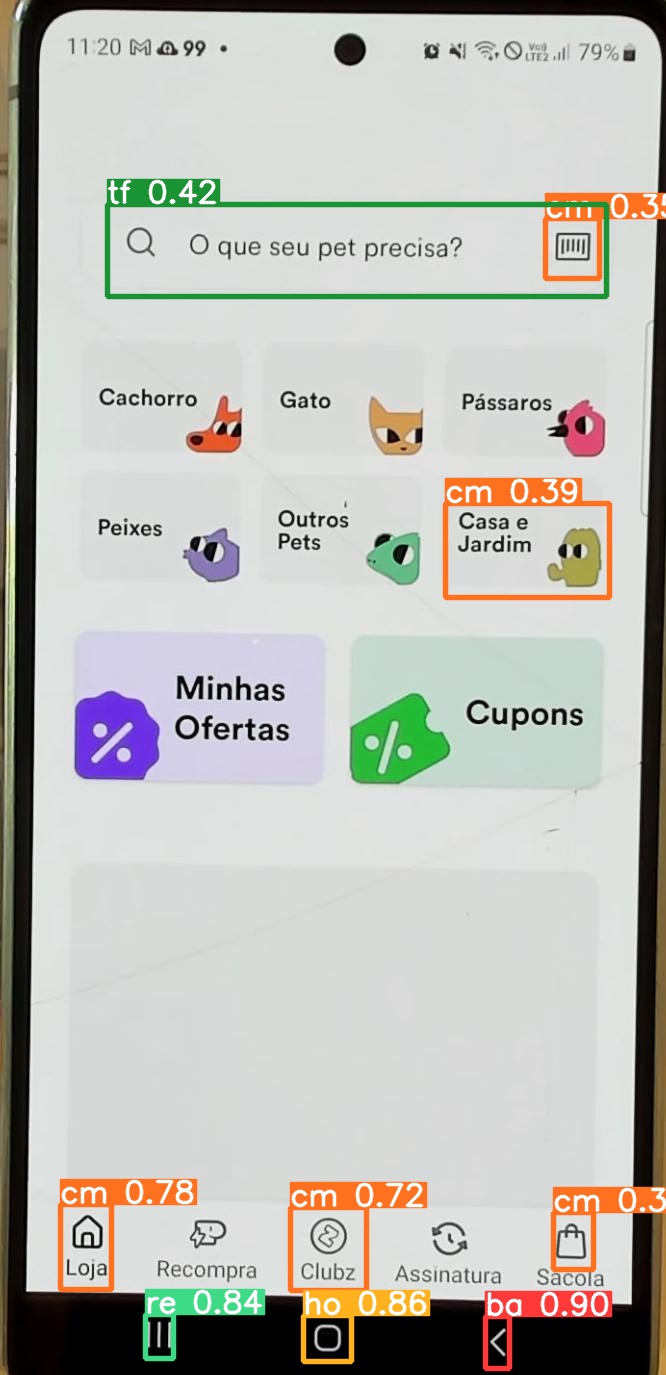 11:20 99
Vo))
LTE2 79%
tf 0.42
cm 0.35
O que seu pet precisa?
Cachorro
Gato
Pássaros
cm 0.39
Peixes
Outros
Pets
Casa e
Jardim
Minhas
Ofertas
Cupons
cm 0.78
cm 0.72
cm 0.3
Loja
Recompra
Clubz
Assinatura
Sacola
re 0.84
ho 0.86
ba 0.90